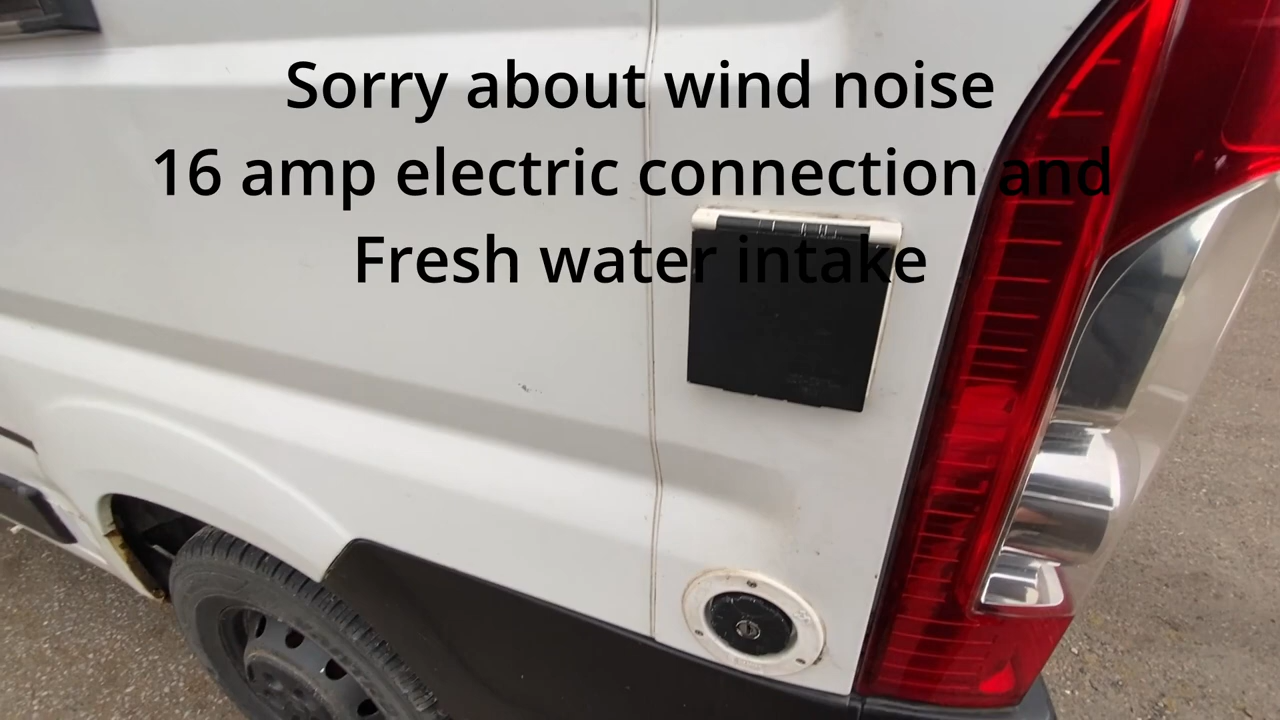 Sorry about wind noise
16 amp electric connection and
Fresh water intake